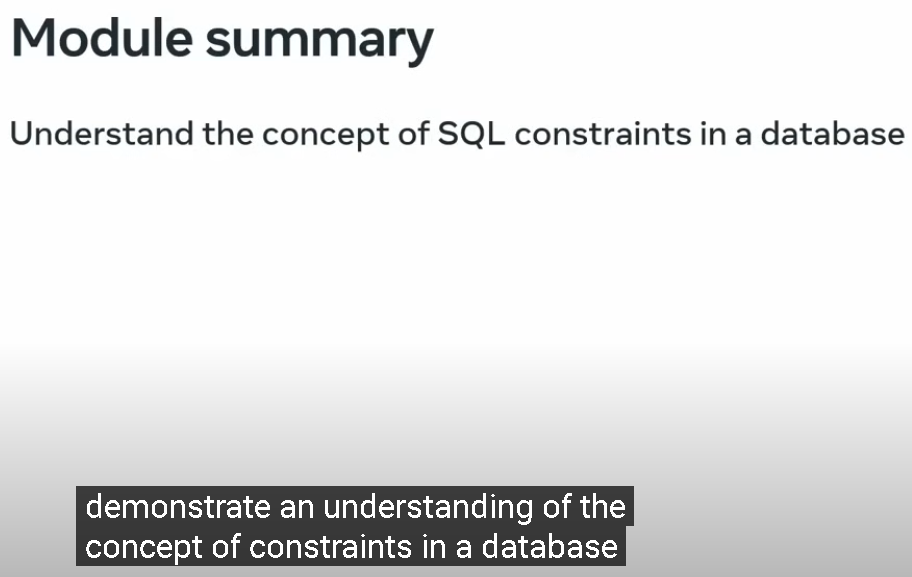 Module summary
Understand the concept of SQL constraints in a database
demonstrate an understanding of the
concept of constraints in a database